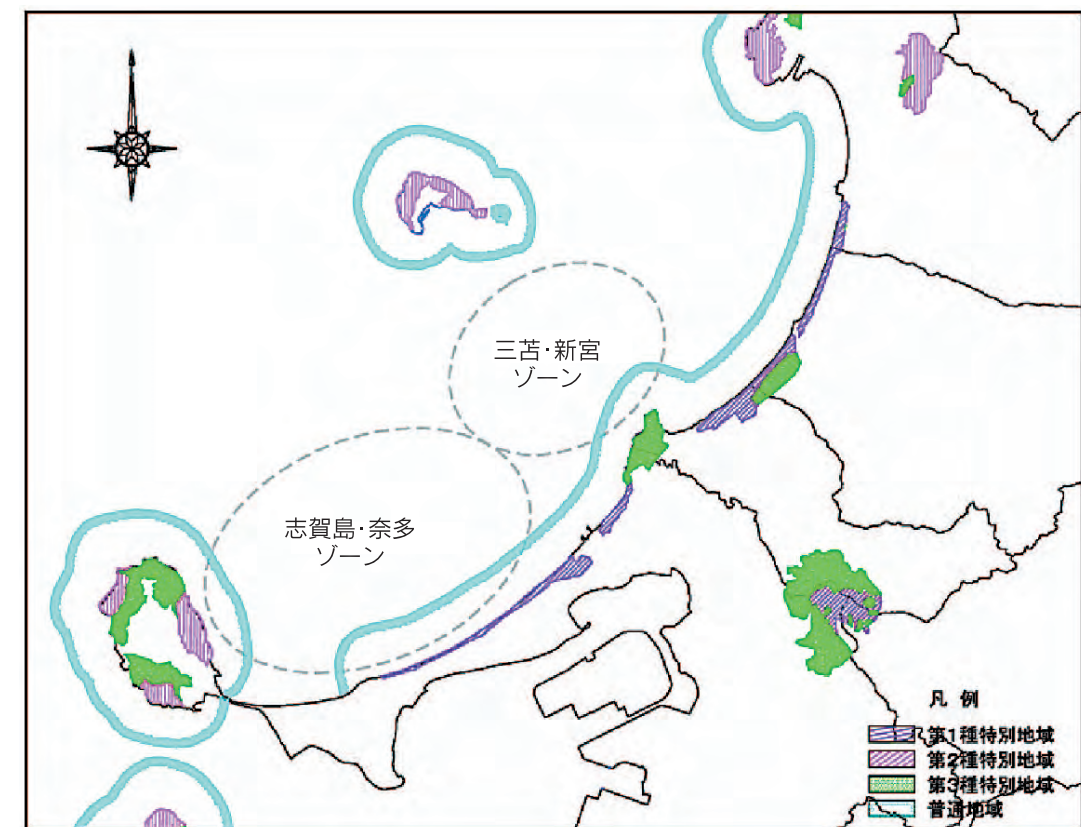 三苫・新宮
ゾーン
志賀島・奈多
ゾーン
凡 例
第1種特別地域
第2種特別地域
第3種特別地域
普通地域